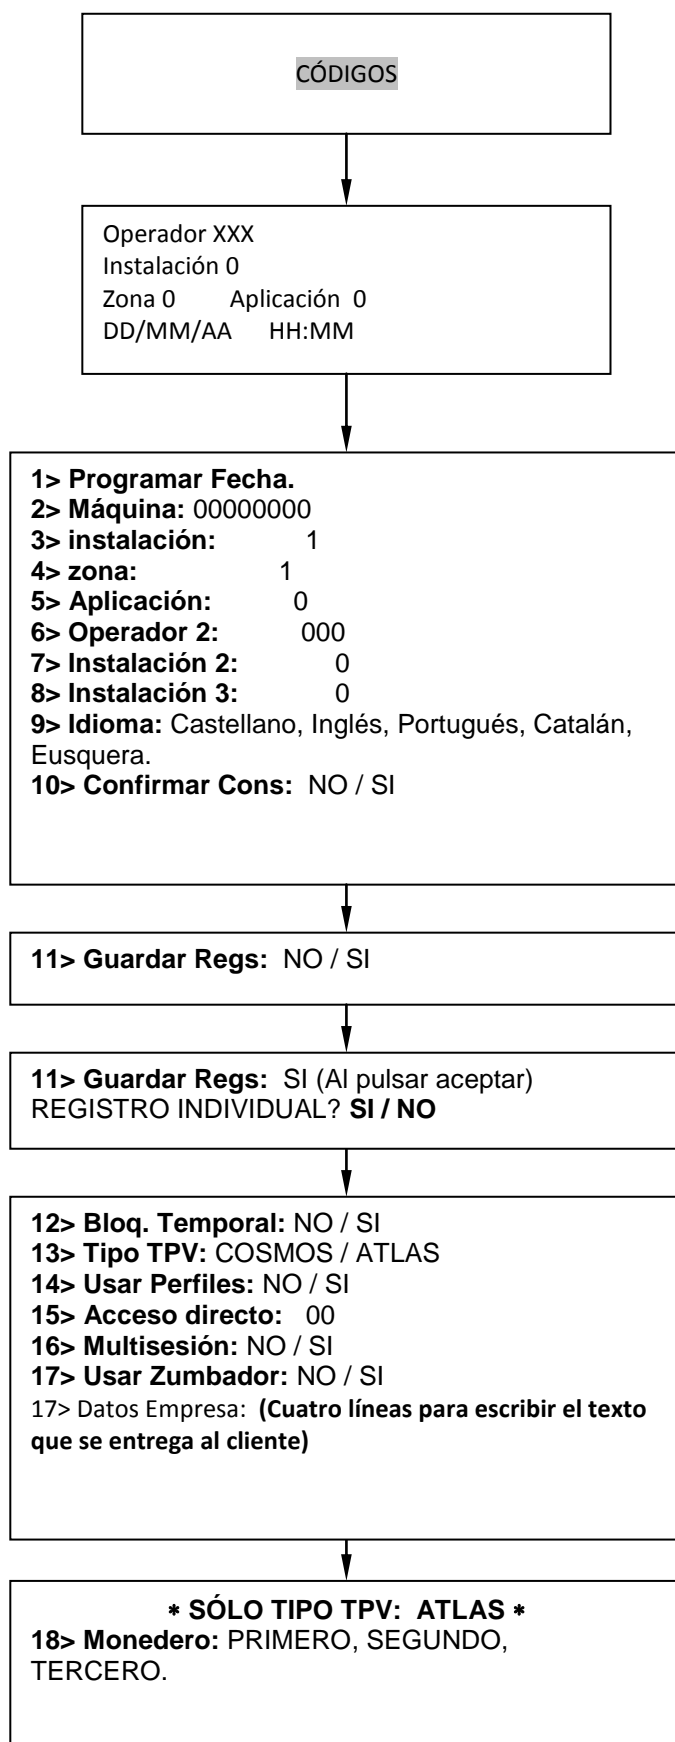 CÓDIGOS
Operador XXX
Instalación 0
Zona 0 Aplicación 0
DD/MM/AA HH:MM
1> Programar Fecha.
2> Máquina: 00000000
3> instalación: 1
4> zona: 1
5> Aplicación: 0
6> Operador 2: 000
7> Instalación 2: 0
8> Instalación 3: 0
9> Idioma: Castellano, Inglés, Portugués, Catalán,
Eusquera.
10> Confirmar Cons: NO / SI
11> Guardar Regs: NO / SI
11> Guardar Regs: SI (Al pulsar aceptar)
REGISTRO INDIVIDUAL? SI / NO
12> Bloq. Temporal: NO / SI
13> Tipo TPV: COSMOS / ATLAS
14> Usar Perfiles: NO / SI
15> Acceso directo: 00
16> Multisesión: NO / SI
17> Usar Zumbador: NO / SI
17> Datos Empresa: (Cuatro líneas para escribir el texto
que se entrega al cliente)
* SÓLO TIPO TPV: ATLAS *
18> Monedero: PRIMERO, SEGUNDO,
TERCERO.